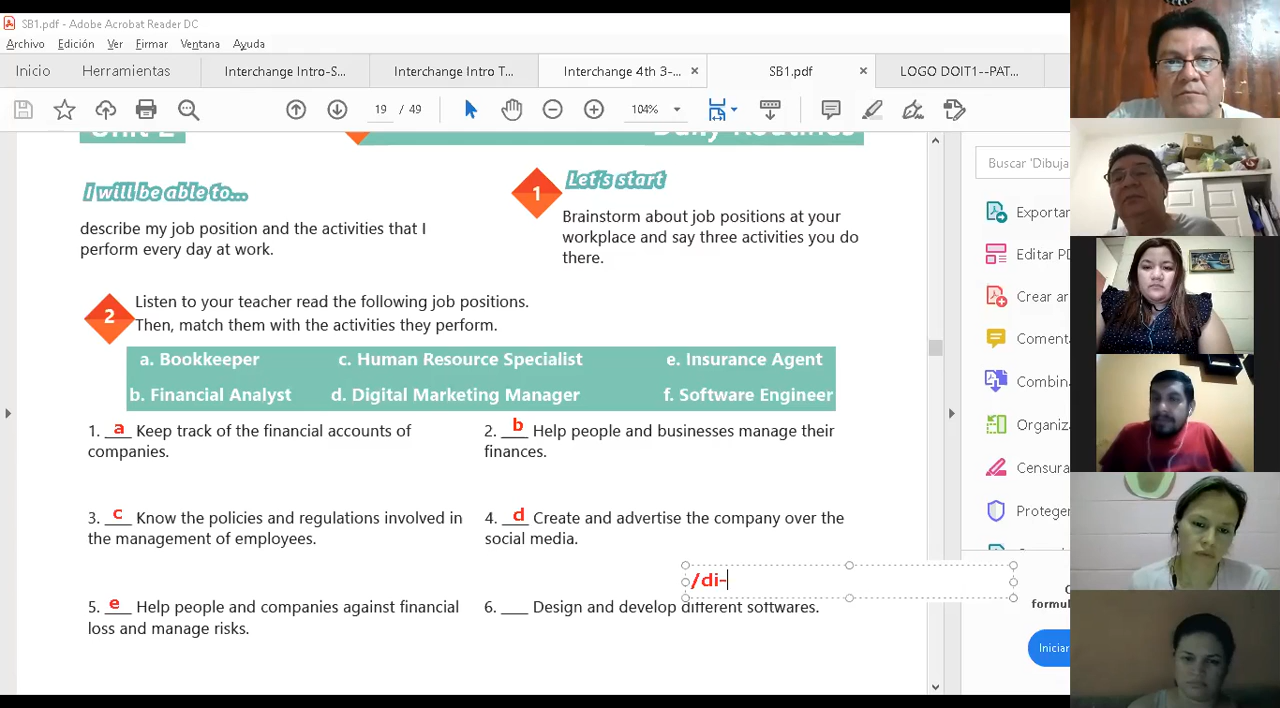 SB1.pdf - Adobe Acrobat Reader DC
Archivo Edición Ver Firmar Ventana Ayuda
Inicio Herramientas Interchange Intro-S... Interchange Intro ... Interchange 4th 3-... × SB1.pdf × LOGO DOIT1--PAT...
19 / 49 104%
Daily Routines
I will be able to...
describe my job position and the activities that I
perform every day at work.
1
Let's start
Brainstorm about job positions at your
workplace and say three activities you do
there.
2
Listen to your teacher read the following job positions.
Then, match them with the activities they perform.
a. Bookkeeper c. Human Resource Specialist e. Insurance Agent
b. Financial Analyst d. Digital Marketing Manager f. Software Engineer
1. a Keep track of the financial accounts of
companies.
2. b Help people and businesses manage their
finances.
3. c Know the policies and regulations involved in
the management of employees.
4. d Create and advertise the company over the
social media.
/di-
5. e Help people and companies against financial
loss and manage risks.
6. ___ Design and develop different softwares.
Buscar 'Dibuja
Exportar
Editar PD
Crear ar
Coment
Combin
Organiz
Censura
Proteger
formu
Iniciar